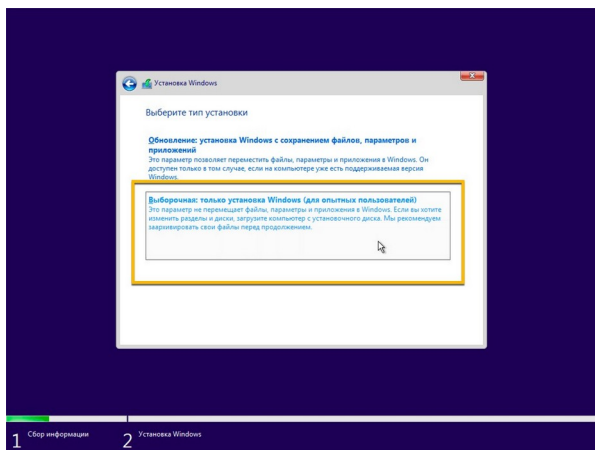 Установка Windows
Выберите тип установки
Обновление: установка Windows с сохранением файлов, параметров и
приложений
Это параметр позволяет переместить файлы, параметры и приложения в Windows. Он
доступен только в том случае, если на компьютере уже есть поддерживаемая версия
Windows.
Выборочная: только установка Windows (для опытных пользователей)
Это параметр не перемещает файлы, параметры и приложения в Windows. Если вы хотите
изменить разделы и диски, загрузите компьютер с установочного диска. Мы рекомендуем
заархивировать свои файлы перед продолжением.
1 Сбор информации
2 Установка Windows